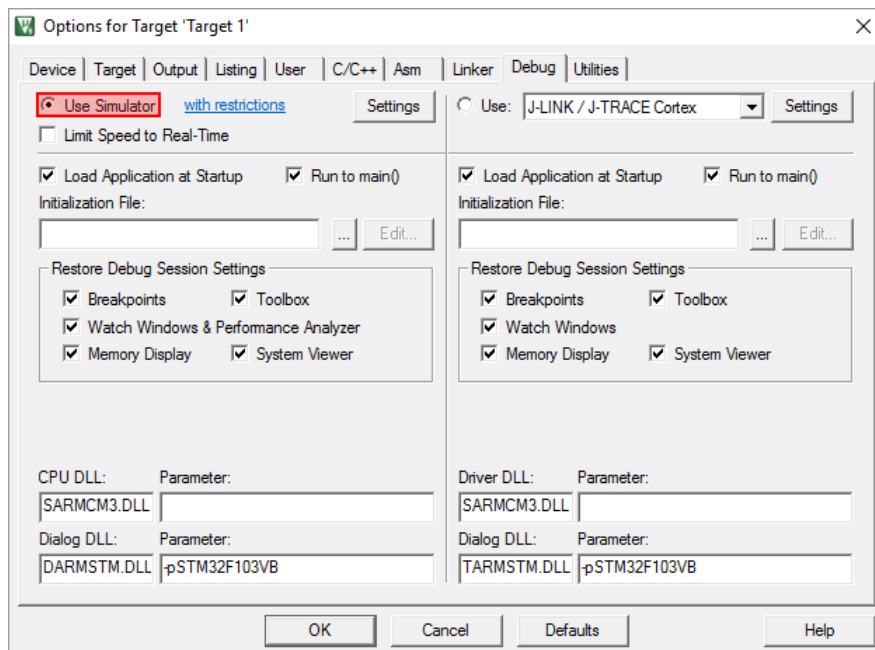 Options for Target 'Target 1'
Device Target Output Listing User C/C++ Asm Linker Debug Utilities
Use Simulator with restrictions Settings
Limit Speed to Real-Time
Load Application at Startup Run to main()
Initialization File:
... Edit...
Restore Debug Session Settings
Breakpoints Toolbox
Watch Windows & Performance Analyzer
Memory Display System Viewer
CPU DLL: Parameter:
SARMCM3.DLL
Dialog DLL: Parameter:
DARMSTM.DLL -pSTM32F103VB
Use: J-LINK / J-TRACE Cortex Settings
Load Application at Startup Run to main()
Initialization File:
... Edit...
Restore Debug Session Settings
Breakpoints Toolbox
Watch Windows
Memory Display System Viewer
Driver DLL: Parameter:
SARMCM3.DLL
Dialog DLL: Parameter:
TARMSTM.DLL -pSTM32F103VB
OK Cancel Defaults Help